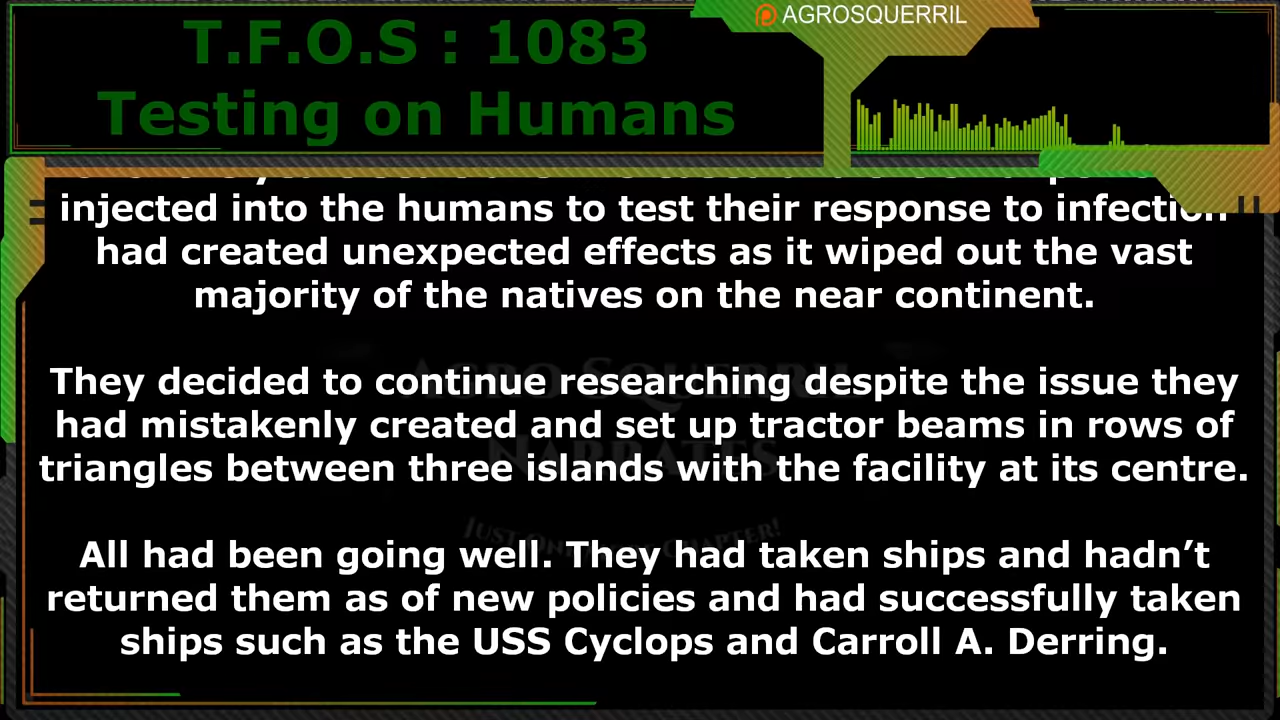 AGROSQUERRIL
T.F.O.S : 1083
Testing on Humans
injected into the humans to test their response to infection
had created unexpected effects as it wiped out the vast
majority of the natives on the near continent.
They decided to continue researching despite the issue they
had mistakenly created and set up tractor beams in rows of
triangles between three islands with the facility at its centre.
All had been going well. They had taken ships and hadn’t
returned them as of new policies and had successfully taken
ships such as the USS Cyclops and Carroll A. Derring.
Agro Squerril
Narrates